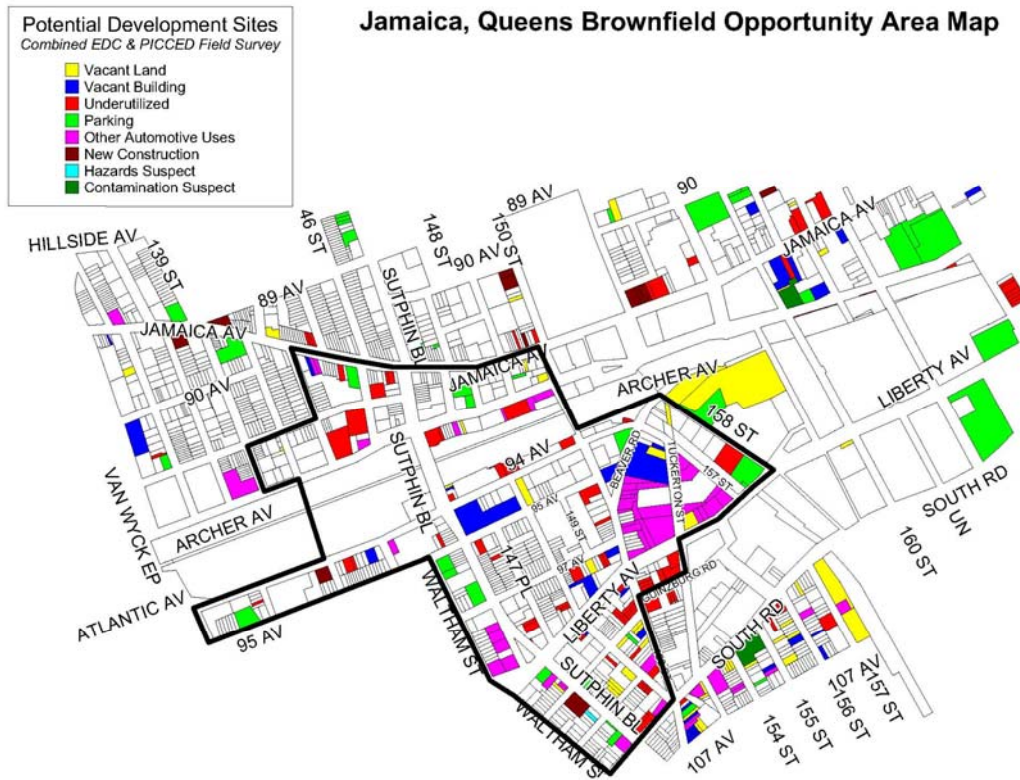 Jamaica, Queens Brownfield Opportunity Area Map
Potential Development Sites
Combined EDC & PICCED Field Survey
Vacant Land
Vacant Building
Underutilized
Parking
Other Automotive Uses
New Construction
Hazards Suspect
Contamination Suspect
HILLSIDE AV
139 ST
46 ST
148 ST
150 ST
89 AV
90
90 AV
89 AV
SUTPHIN BL
JAMAICA AV
JAMAICA AV
JAMAICA AV
90 AV
ARCHER AV
LIBERTY AV
158 ST
VAN WYCK EP
SUTPHIN BL
94 AV
BEAVER RD
TUCKERTON ST
157 ST
95 AV
149 ST
ARCHER AV
SOUTH RD
UN
160 ST
97 AV
147 PL
ATLANTIC AV
95 AV
WALTHAM ST
LIBERTY AV
GUINZBURG RD
SOUTH RD
SUTPHIN BL
WALTHAM S
107 AV
107 AV
154 ST
155 ST
156 ST
157 ST